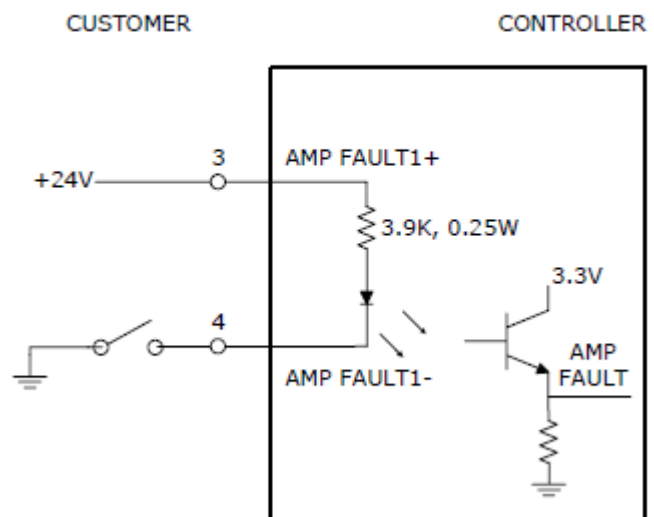 CUSTOMER
CONTROLLER
3
AMP FAULT1+
+24V
3.9K, 0.25W
3.3V
4
AMP
FAULT
AMP FAULT1-